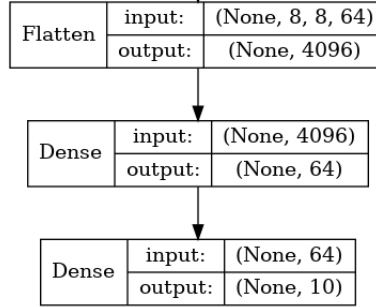 Flatten
input: (None, 8, 8, 64)
output: (None, 4096)
Dense
input: (None, 4096)
output: (None, 64)
Dense
input: (None, 64)
output: (None, 10)